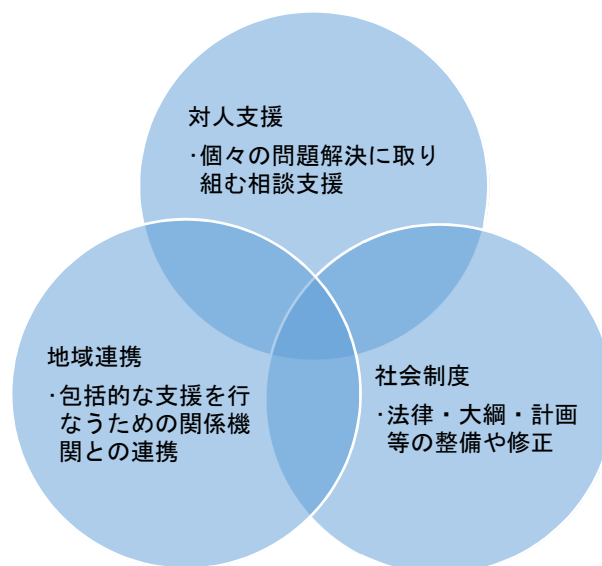 対人支援
・個々の問題解決に取り
組む相談支援
地域連携
・包括的な支援を行
なうための関係機
関との連携
社会制度
・法律・大綱・計画
等の整備や修正